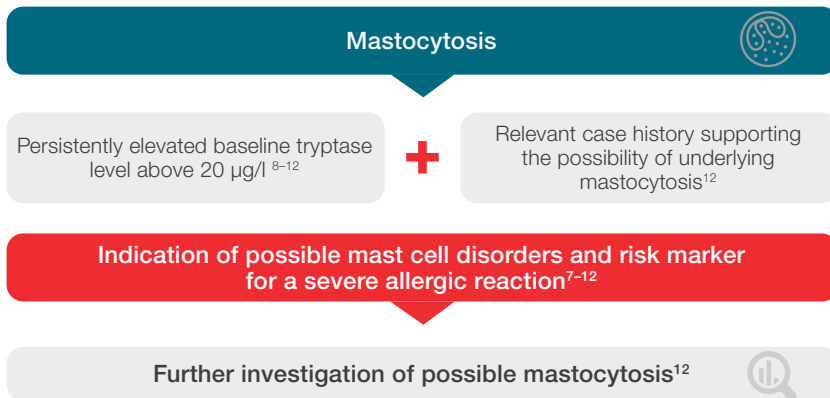 Mastocytosis
Persistently elevated baseline tryptase
level above 20 µg/l 8–12
+
Relevant case history supporting
the possibility of underlying
mastocytosis12
Indication of possible mast cell disorders and risk marker
for a severe allergic reaction7–12
Further investigation of possible mastocytosis12